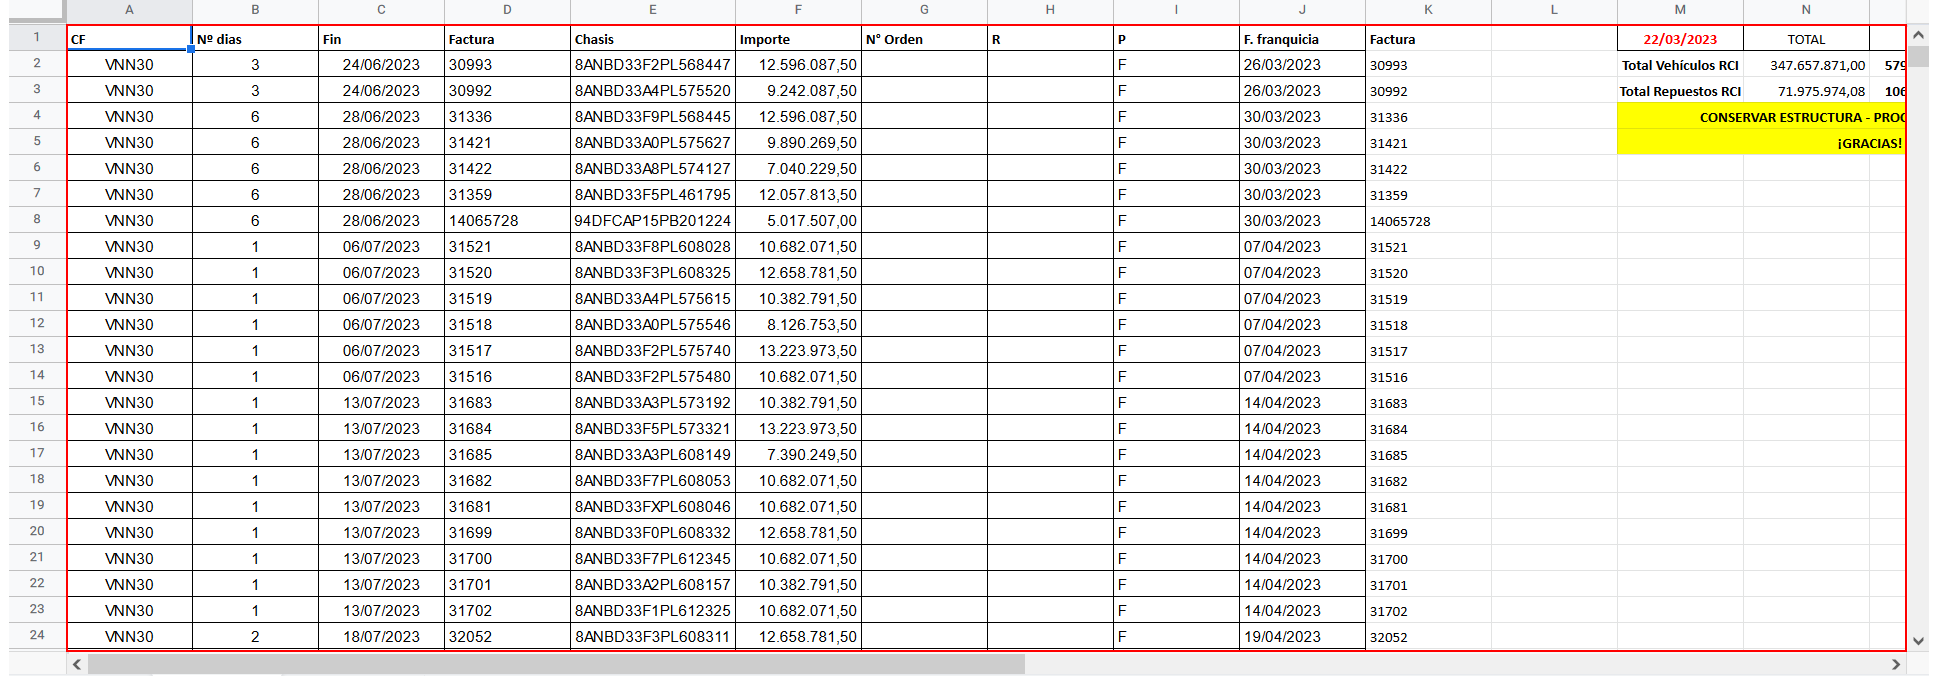 A B C D E F G H I J K L M N
1 CF Nº dias Fin Factura Chasis Importe N° Orden R P F. franquicia Factura 22/03/2023 TOTAL
2 VNN30 3 24/06/2023 30993 8ANBD33F2PL568447 12.596.087,50 F 26/03/2023 30993 Total Vehículos RCI 347.657.871,00 579
3 VNN30 3 24/06/2023 30992 8ANBD33A4PL575520 9.242.087,50 F 26/03/2023 30992 Total Repuestos RCI 71.975.974,08 106
4 VNN30 6 28/06/2023 31336 8ANBD33F9PL568445 12.596.087,50 F 30/03/2023 31336 CONSERVAR ESTRUCTURA - PROC
5 VNN30 6 28/06/2023 31421 8ANBD33A0PL575627 9.890.269,50 F 30/03/2023 31421 ¡GRACIAS!
6 VNN30 6 28/06/2023 31422 8ANBD33A8PL574127 7.040.229,50 F 30/03/2023 31422
7 VNN30 6 28/06/2023 31359 8ANBD33F5PL461795 12.057.813,50 F 30/03/2023 31359
8 VNN30 6 28/06/2023 14065728 94DFCAP15PB201224 5.017.507,00 F 30/03/2023 14065728
9 VNN30 1 06/07/2023 31521 8ANBD33F8PL608028 10.682.071,50 F 07/04/2023 31521
10 VNN30 1 06/07/2023 31520 8ANBD33F3PL608325 12.658.781,50 F 07/04/2023 31520
11 VNN30 1 06/07/2023 31519 8ANBD33A4PL575615 10.382.791,50 F 07/04/2023 31519
12 VNN30 1 06/07/2023 31518 8ANBD33A0PL575546 8.126.753,50 F 07/04/2023 31518
13 VNN30 1 06/07/2023 31517 8ANBD33F2PL575740 13.223.973,50 F 07/04/2023 31517
14 VNN30 1 06/07/2023 31516 8ANBD33F2PL575480 10.682.071,50 F 07/04/2023 31516
15 VNN30 1 13/07/2023 31683 8ANBD33A3PL573192 10.382.791,50 F 14/04/2023 31683
16 VNN30 1 13/07/2023 31684 8ANBD33F5PL573321 13.223.973,50 F 14/04/2023 31684
17 VNN30 1 13/07/2023 31685 8ANBD33A3PL608149 7.390.249,50 F 14/04/2023 31685
18 VNN30 1 13/07/2023 31682 8ANBD33F7PL608053 10.682.071,50 F 14/04/2023 31682
19 VNN30 1 13/07/2023 31681 8ANBD33FXPL608046 10.682.071,50 F 14/04/2023 31681
20 VNN30 1 13/07/2023 31699 8ANBD33F0PL608332 12.658.781,50 F 14/04/2023 31699
21 VNN30 1 13/07/2023 31700 8ANBD33F7PL612345 10.682.071,50 F 14/04/2023 31700
22 VNN30 1 13/07/2023 31701 8ANBD33A2PL608157 10.382.791,50 F 14/04/2023 31701
23 VNN30 1 13/07/2023 31702 8ANBD33F1PL612325 10.682.071,50 F 14/04/2023 31702
24 VNN30 2 18/07/2023 32052 8ANBD33F3PL608311 12.658.781,50 F 19/04/2023 32052